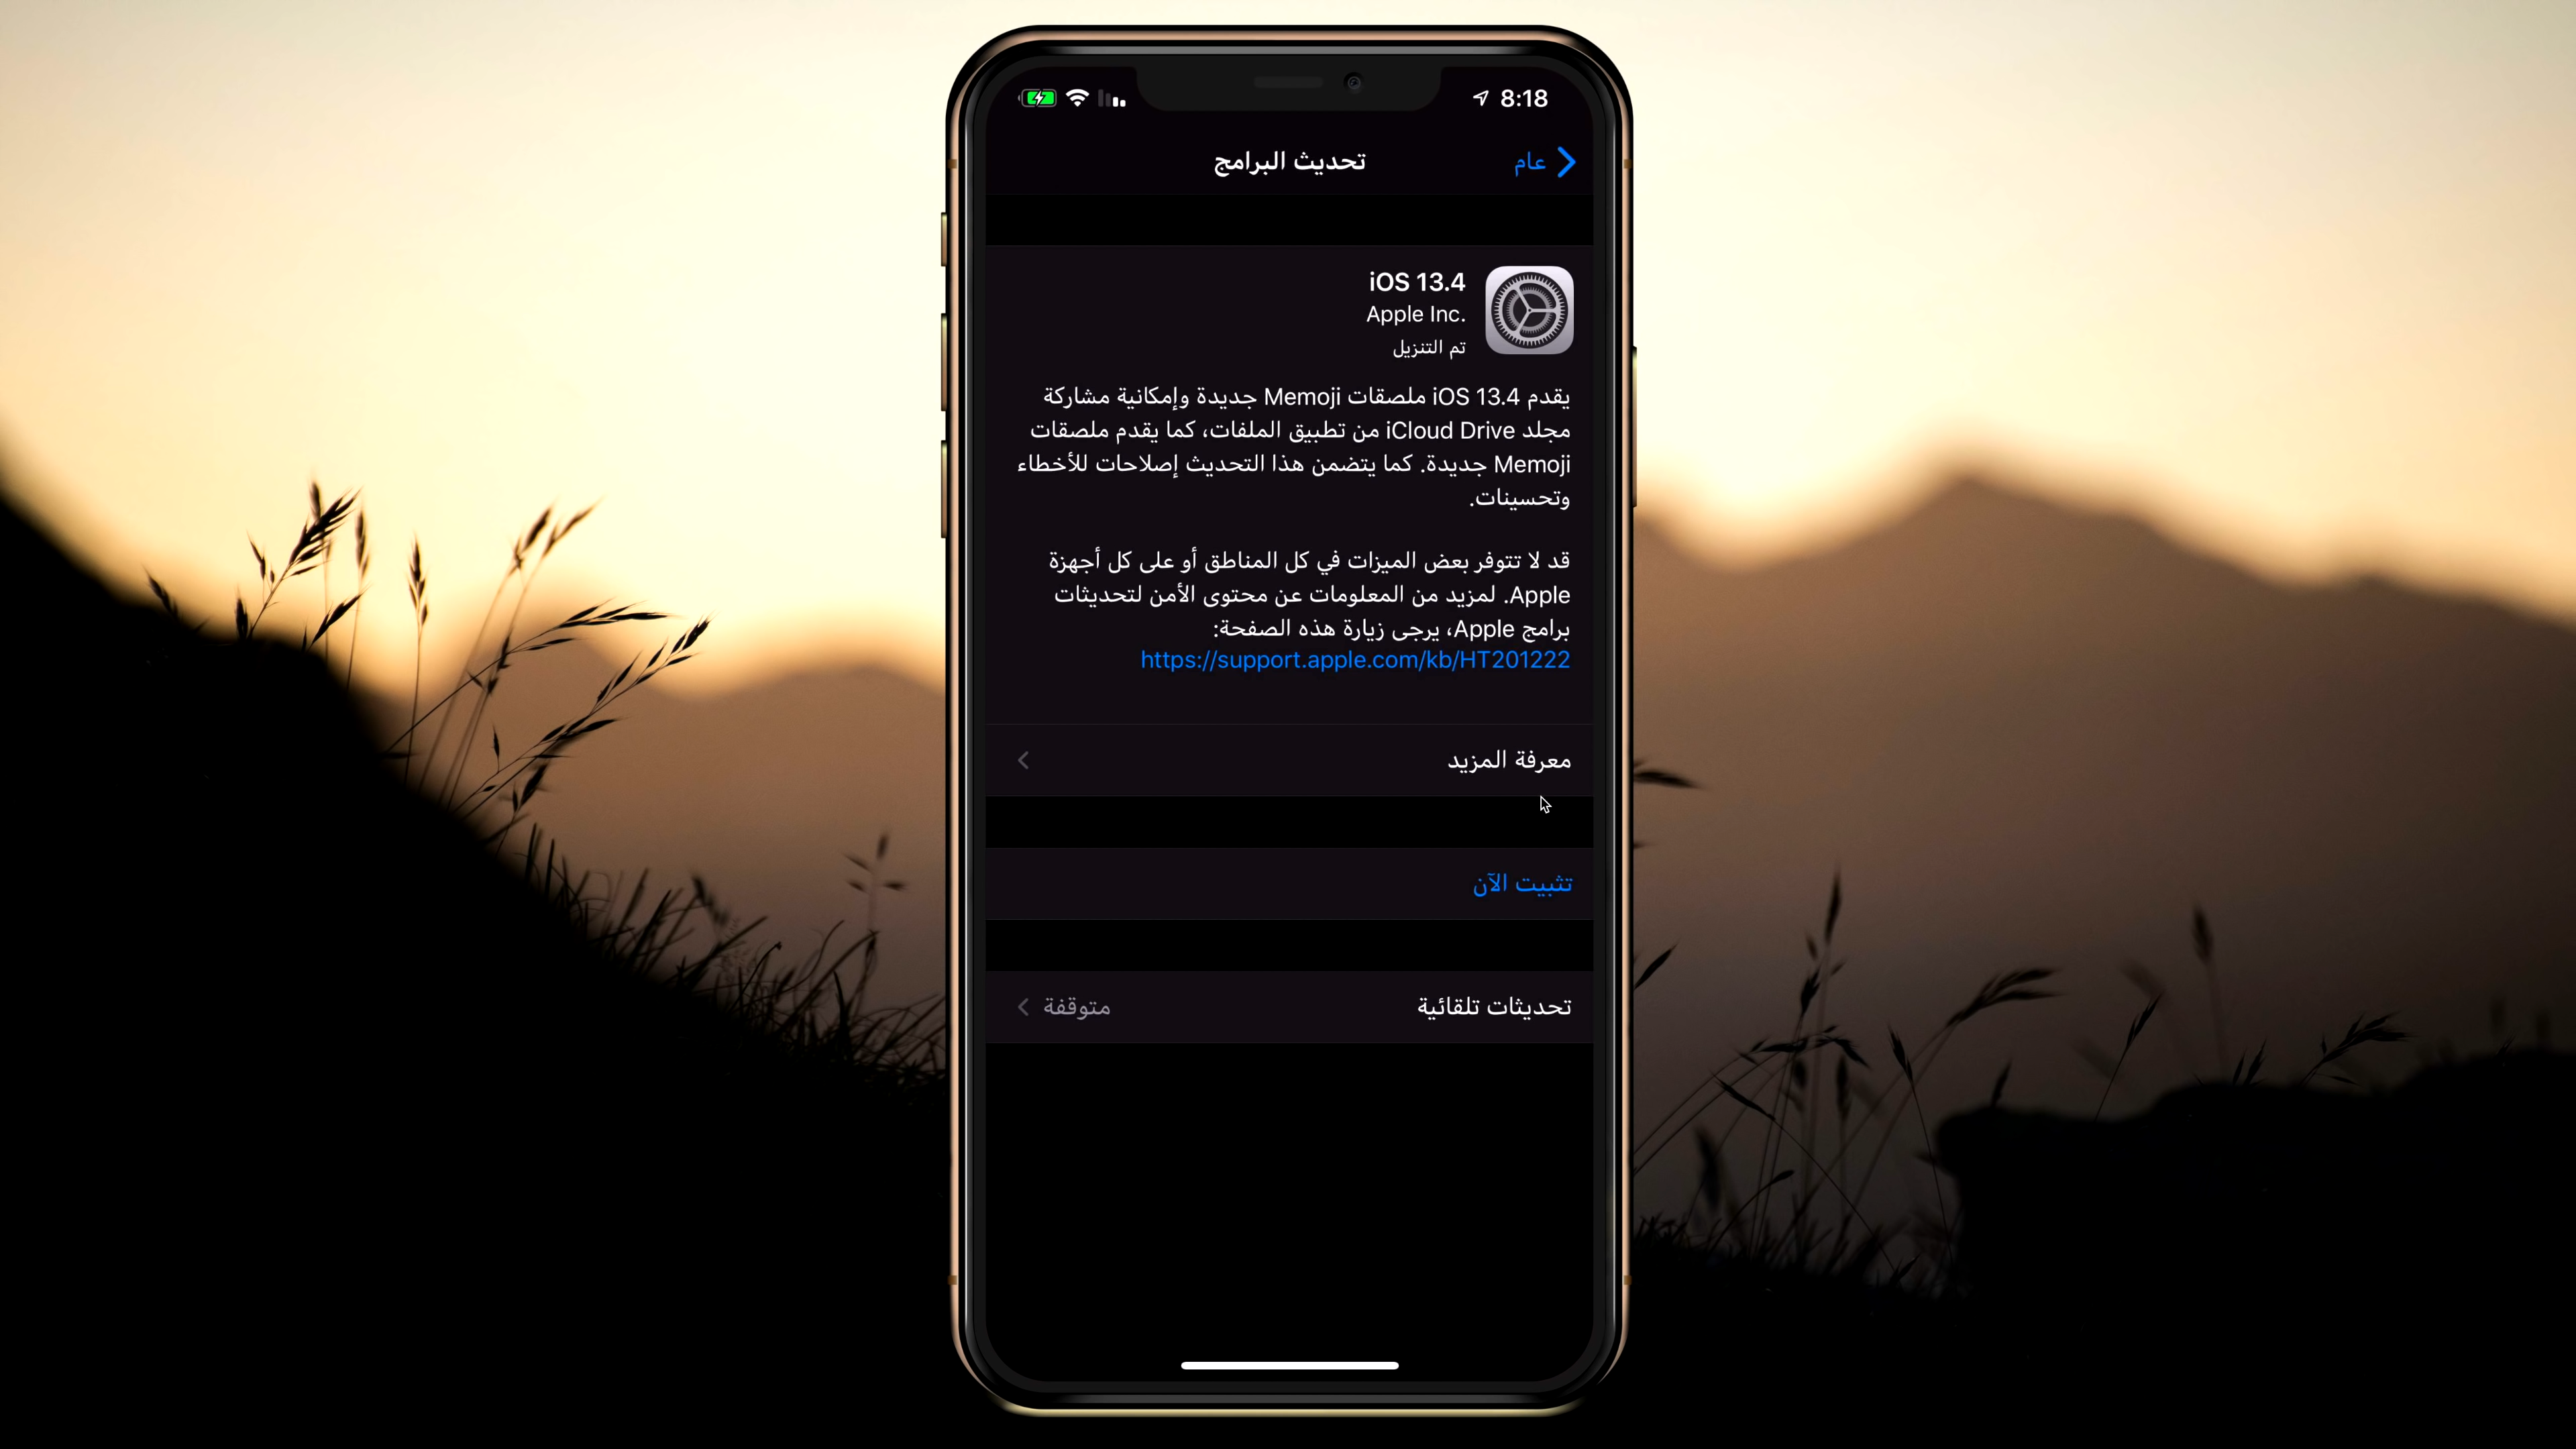 8:18
عام
تحديث البرامج
iOS 13.4
Apple Inc.
تم التنزيل
يقدم iOS 13.4 ملصقات Memoji جديدة وإمكانية مشاركة
مجلد iCloud Drive من تطبيق الملفات، كما يقدم ملصقات
Memoji جديدة. كما يتضمن هذا التحديث إصلاحات للأخطاء
وتحسينات.
قد لا تتوفر بعض الميزات في كل المناطق أو على كل أجهزة
Apple. لمزيد من المعلومات عن محتوى الأمن لتحديثات
برامج Apple، يرجى زيارة هذه الصفحة:
https://support.apple.com/kb/HT201222
معرفة المزيد
تثبيت الآن
تحديثات تلقائية متوقفة